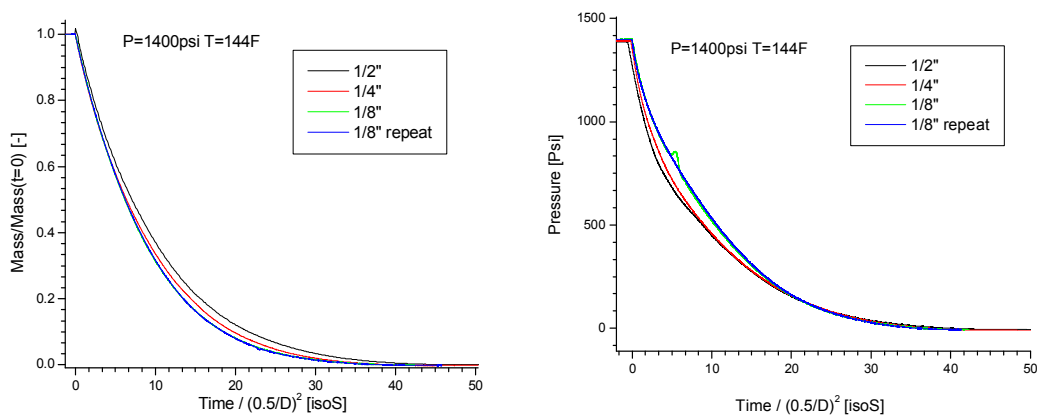 P=1400psi T=144F
1/2"
1/4"
1/8"
1/8" repeat
Mass/Mass(t=0) [-]
1.0
0.8
0.6
0.4
0.2
0.0
0 10 20 30 40 50
Time / (0.5/D)² [isoS]
P=1400psi T=144F
1/2"
1/4"
1/8"
1/8" repeat
Pressure [Psi]
1500
1000
500
0
0 10 20 30 40 50
Time / (0.5/D)² [isoS]